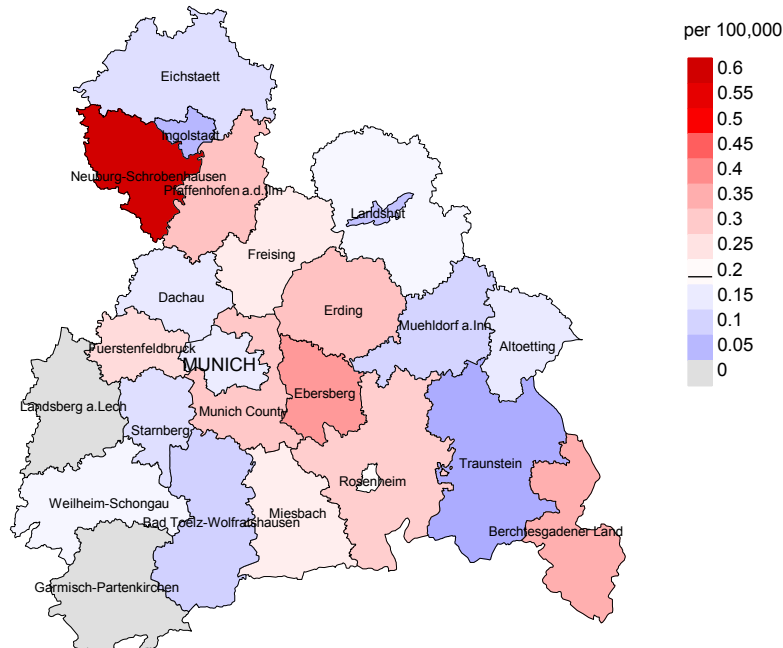 per 100,000
0.6
0.55
0.5
0.45
0.4
0.35
0.3
0.25
0.2
0.15
0.1
0.05
0
Eichstaett
Ingolstadt
Neuburg-Schrobenhausen
Pfaffenhofen a.d.Ilm
Landshut
Freising
Dachau
Erding
Muehldorf a.Inn
Altoetting
Fuerstenfeldbruck
MUNICH
Ebersberg
Landsberg a.Lech
Munich County
Starnberg
Traunstein
Rosenheim
Weilheim-Schongau
Miesbach
Bad Toelz-Wolfratshausen
Berchtesgadener Land
Garmisch-Partenkirchen